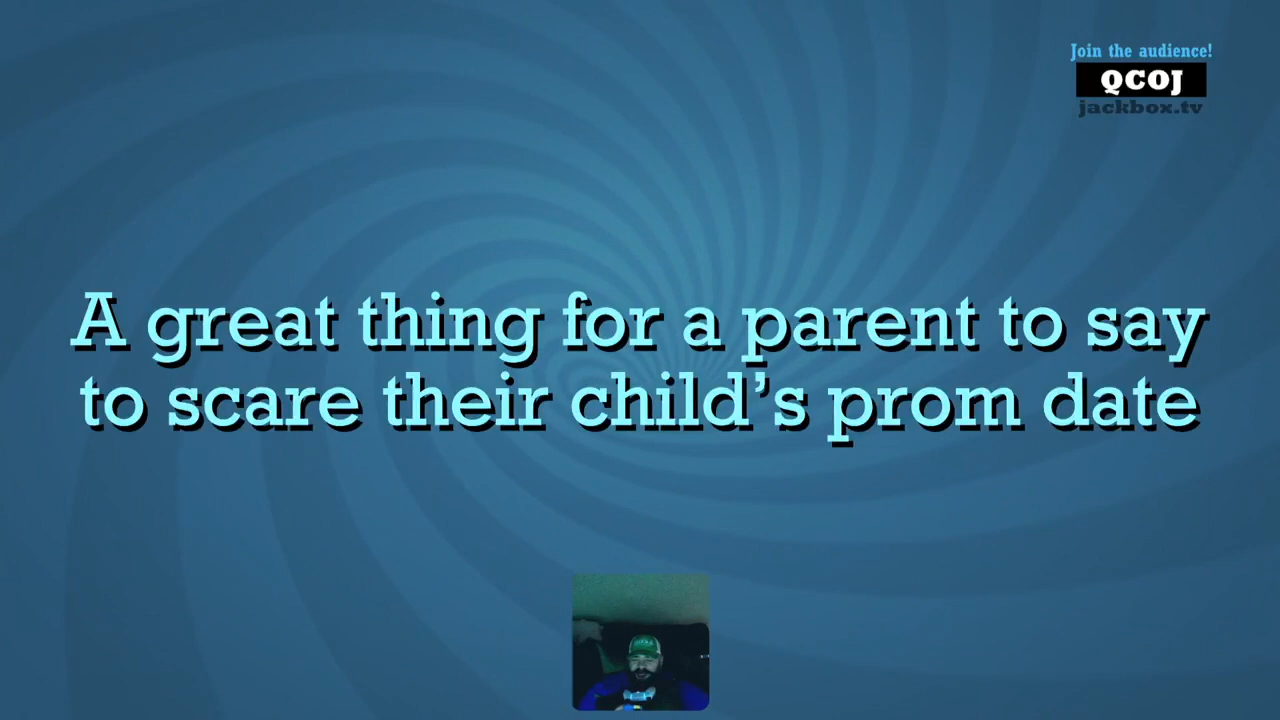 Join the audience!
QCOJ
jackbox.tv
A great thing for a parent to say
to scare their child's prom date